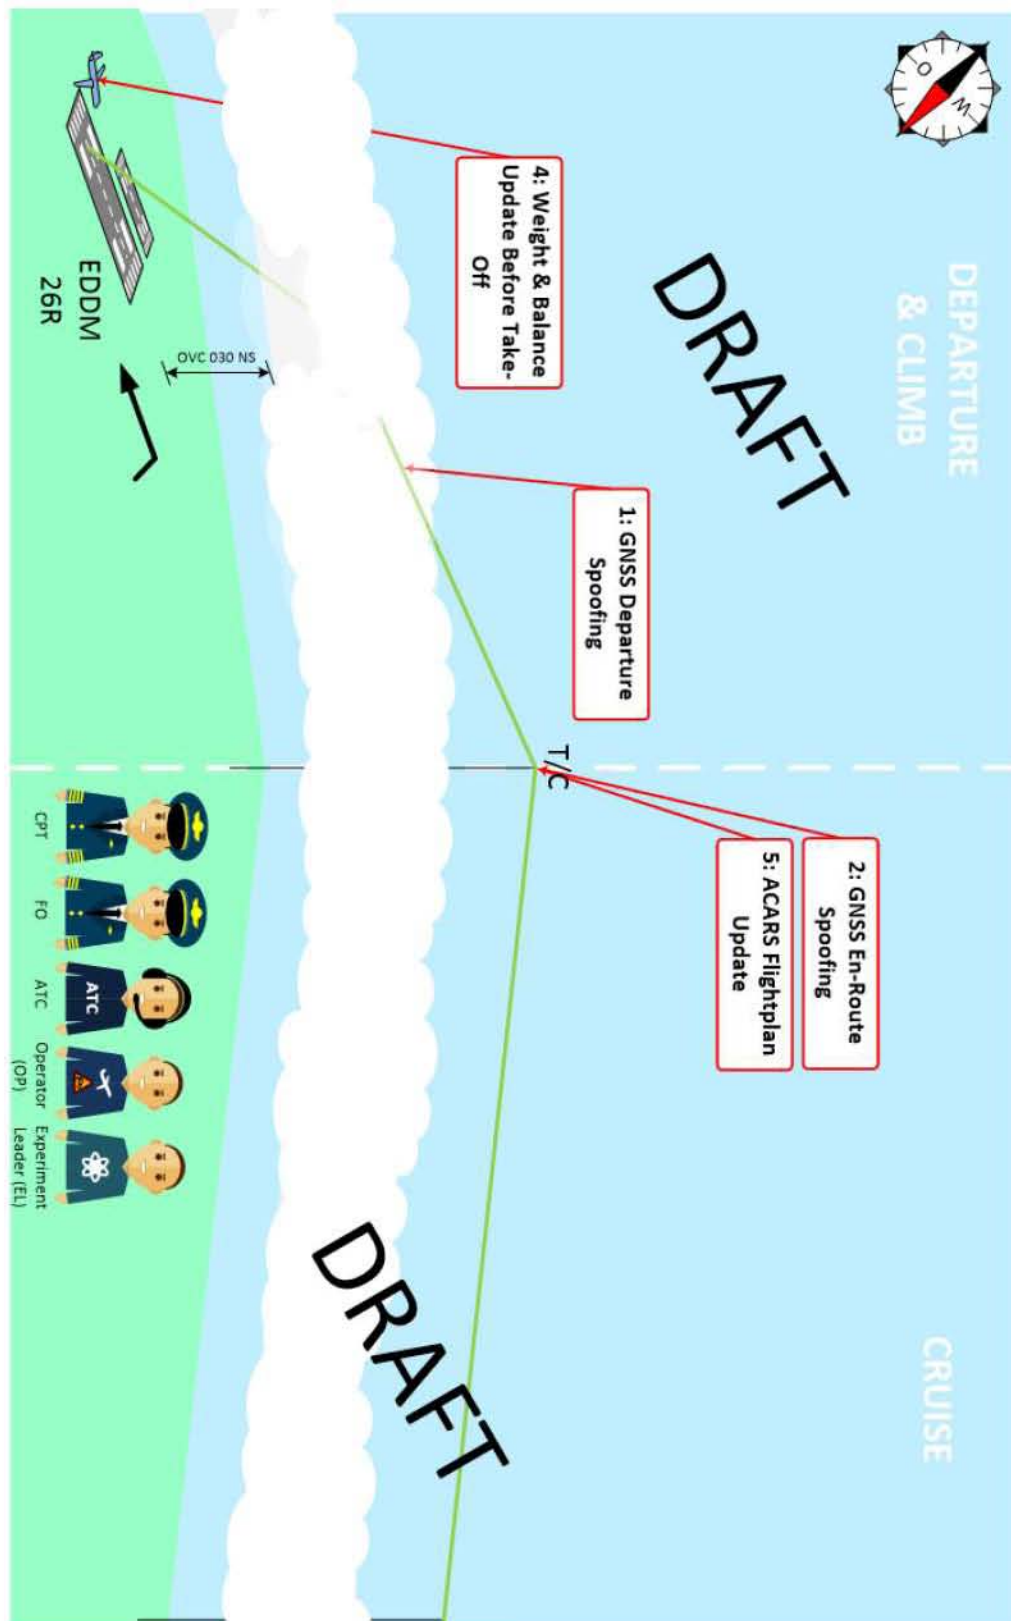 DEPARTURE
& CLIMB
CRUISE
O
W
DRAFT
2: GNSS En-Route
Spoofing
5: ACARS Flightplan
Update
1: GNSS Departure
Spoofing
4: Weight & Balance
Update Before Take-
Off
T/C
DRAFT
OVC 030 NS
EDDM
26R
ATC
CPT
FO
ATC
Operator
(OP)
Experiment
Leader (EL)